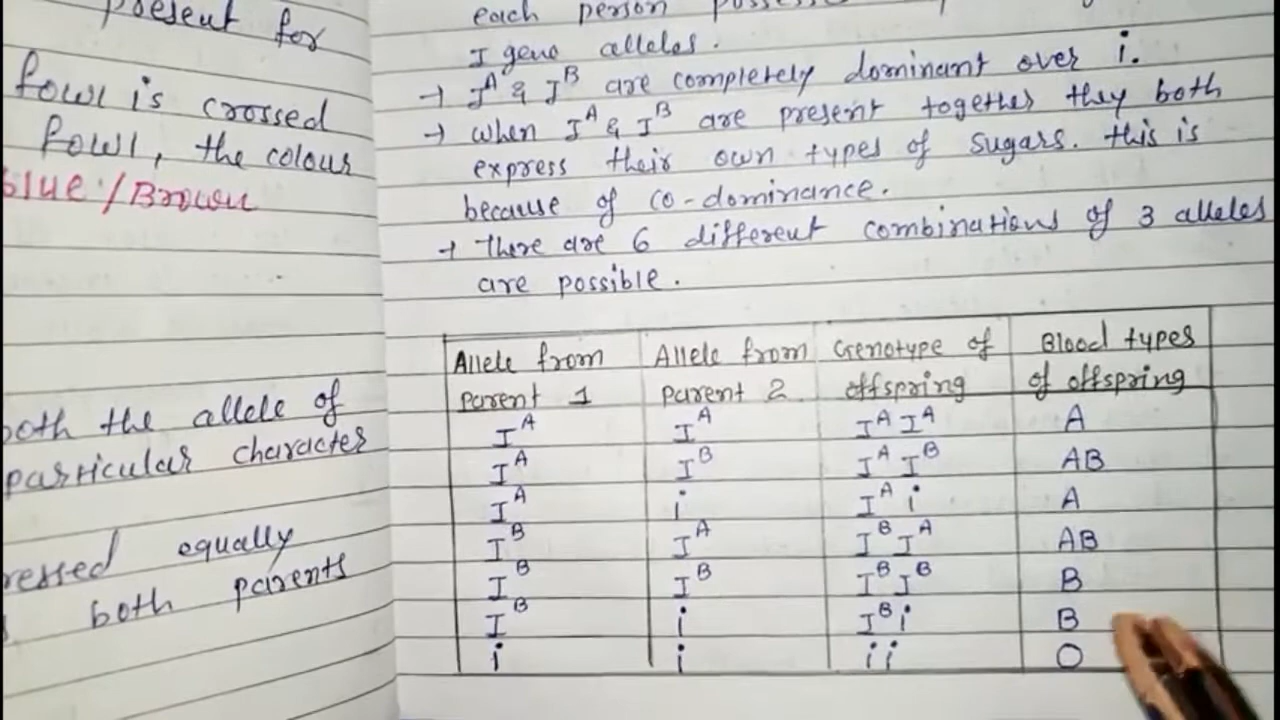 present for
fowl is crossed
fowl, the colour
blue/Brown
both the allele of
particular character
equally
both parents
each person
I gene alleles.
→ I^A & I^B are completely dominant over i.
→ when I^A & I^B are present together they both
express their own types of sugars. this is
because of co-dominance.
→ There are 6 different combinations of 3 alleles
are possible.
Allele from Parent 1 | Allele from Parent 2 | Genotype of offspring | Blood types of offspring
I^A | I^A | I^A I^A | A
I^A | I^B | I^A I^B | AB
I^A | i | I^A i | A
I^B | I^A | I^B I^A | AB
I^B | I^B | I^B I^B | B
I^B | i | I^B i | B
i | i | ii | O